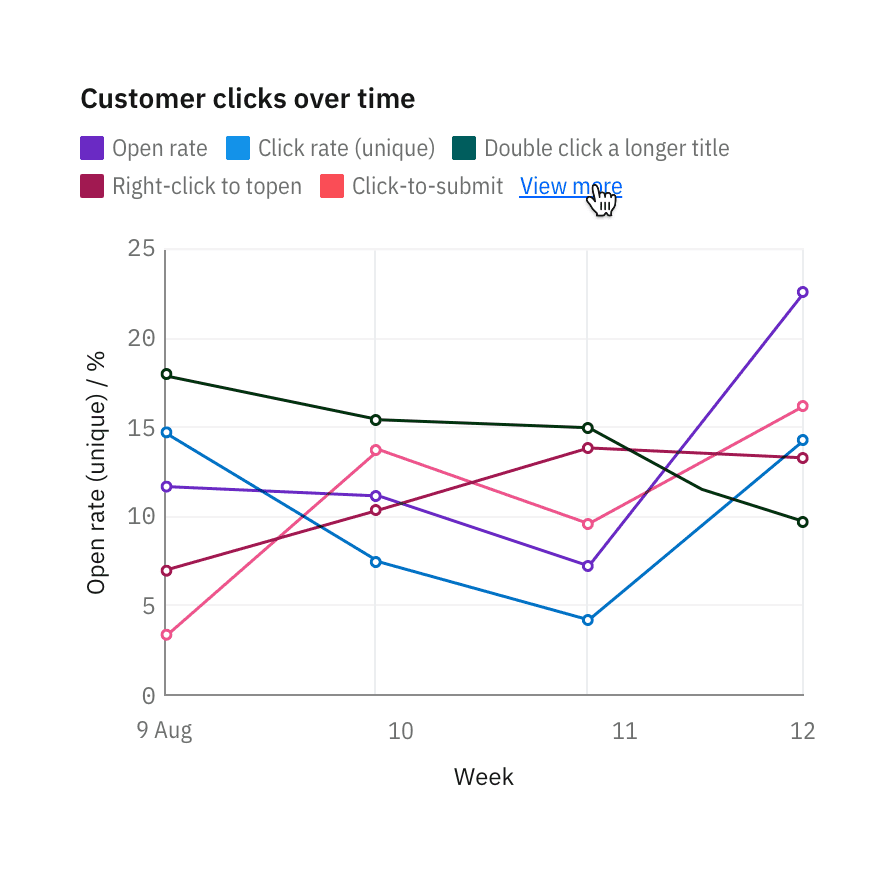 Customer clicks over time
Open rate Click rate (unique) Double click a longer title
Right-click to topen Click-to-submit View more
25
20
15
10
5
0
Open rate (unique) / %
9 Aug 10 11 12
Week